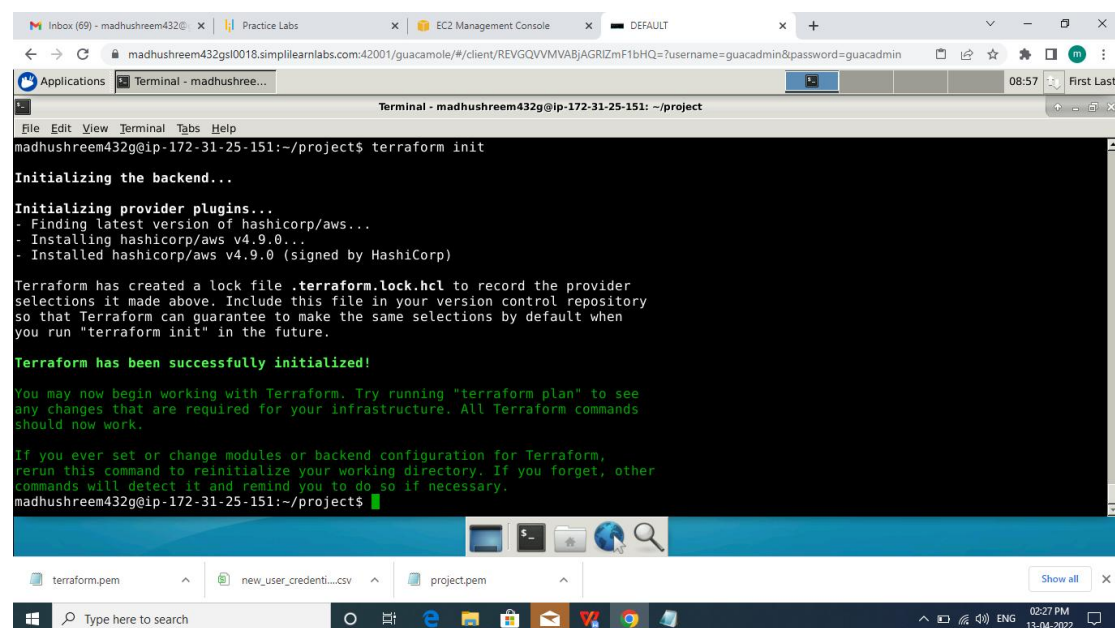 Inbox (69) - madhushreem432@
Practice Labs
EC2 Management Console
DEFAULT
madhushreem432gsl0018.simplilearnlabs.com:42001/guacamole/#/client/REVGQVVMVABjAGRlZmF1bHQ=?username=guacadmin&password=guacadmin
m
Applications
Terminal - madhushree...
08:57
First Last
Terminal - madhushreem432g@ip-172-31-25-151: ~/project
File Edit View Terminal Tabs Help
madhushreem432g@ip-172-31-25-151:~/project$ terraform init
Initializing the backend...
Initializing provider plugins...
- Finding latest version of hashicorp/aws...
- Installing hashicorp/aws v4.9.0...
- Installed hashicorp/aws v4.9.0 (signed by HashiCorp)
Terraform has created a lock file .terraform.lock.hcl to record the provider
selections it made above. Include this file in your version control repository
so that Terraform can guarantee to make the same selections by default when
you run "terraform init" in the future.
Terraform has been successfully initialized!
You may now begin working with Terraform. Try running "terraform plan" to see
any changes that are required for your infrastructure. All Terraform commands
should now work.
If you ever set or change modules or backend configuration for Terraform,
rerun this command to reinitialize your working directory. If you forget, other
commands will detect it and remind you to do so if necessary.
madhushreem432g@ip-172-31-25-151:~/project$
terraform.pem
new_user_credenti....csv
project.pem
Show all
Type here to search
ENG
02:27 PM
13-04-2022